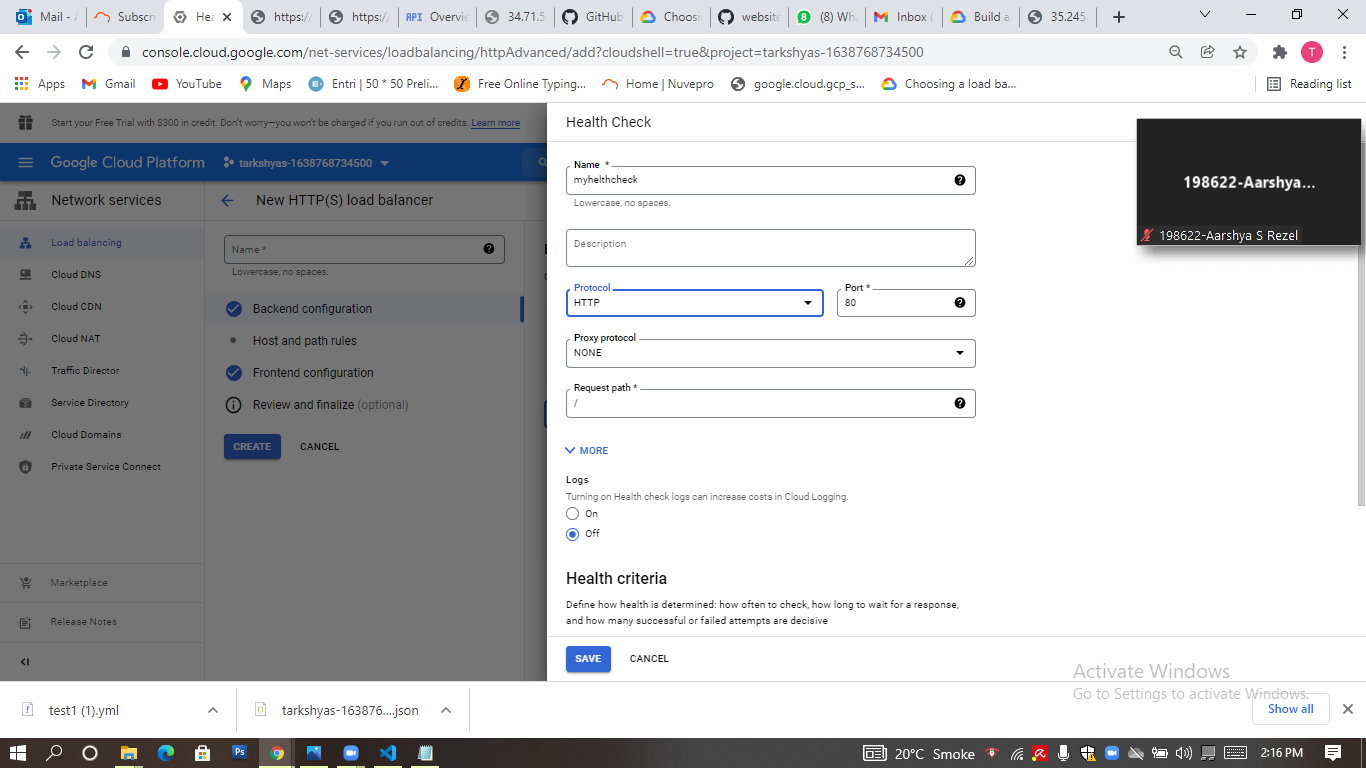 Mail - A
Subscri
Hea
https:/
https:/
API Overvie
34.71.5
GitHub
Choosi
website
(8) Wha
Inbox (
Build a
35.245.
console.cloud.google.com/net-services/loadbalancing/httpAdvanced/add?cloudshell=true&project=tarkshyas-1638768734500
T
Apps
Gmail
YouTube
Maps
Entri | 50 * 50 Preli...
Free Online Typing...
Home | Nuvepro
google.cloud.gcp_s...
Choosing a load ba...
Reading list
Start your Free Trial with $300 in credit. Don't worry—you won't be charged if you run out of credits. Learn more
Google Cloud Platform
tarkshyas-1638768734500
Network services
Load balancing
Cloud DNS
Cloud CDN
Cloud NAT
Traffic Director
Service Directory
Cloud Domains
Private Service Connect
Marketplace
Release Notes
New HTTP(S) load balancer
Name *
Lowercase, no spaces.
Backend configuration
Host and path rules
Frontend configuration
Review and finalize (optional)
CREATE
CANCEL
Health Check
Name *
myhelthcheck
Lowercase, no spaces.
Description
Protocol
HTTP
Port *
80
Proxy protocol
NONE
Request path *
/
MORE
Logs
Turning on Health check logs can increase costs in Cloud Logging.
On
Off
Health criteria
Define how health is determined: how often to check, how long to wait for a response,
and how many successful or failed attempts are decisive
SAVE
CANCEL
198622-Aarshya...
198622-Aarshya S Rezel
Activate Windows
Go to Settings to activate Windows.
test1 (1).yml
tarkshyas-163876....json
Show all
Ps
20°C Smoke
2:16 PM